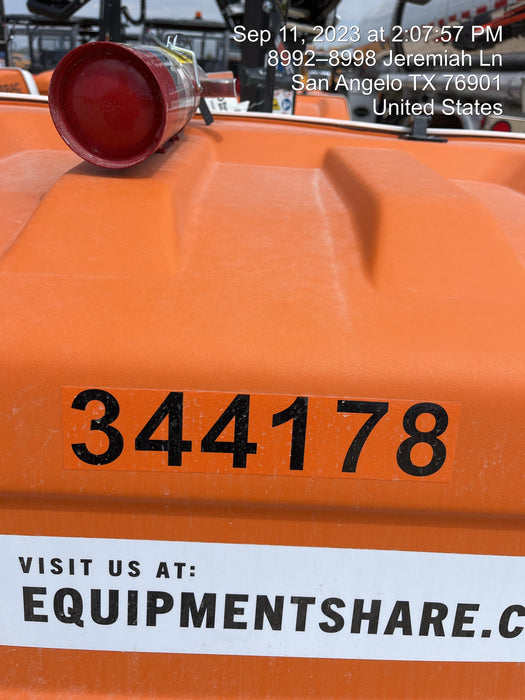 Sep 11, 2023 at 2:07:57 PM
8992–8998 Jeremiah Ln
San Angelo TX 76901
United States
344178
VISIT US AT:
EQUIPMENTSHARE.C